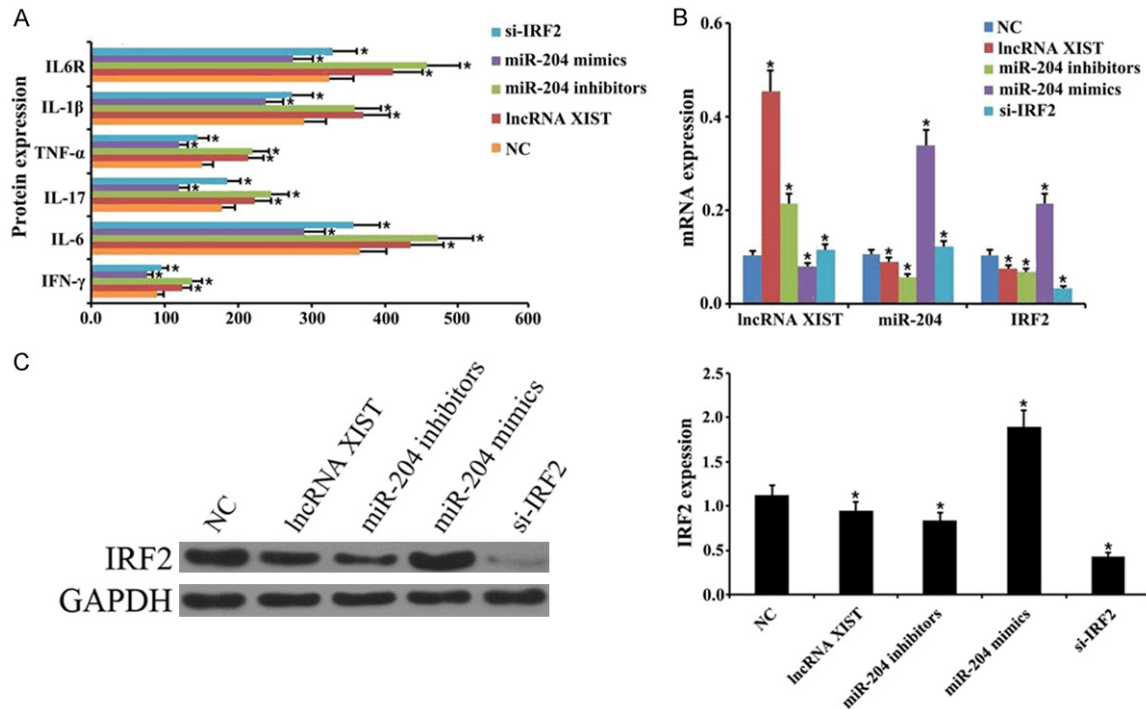 A
Protein expression
IL6R
IL-1β
TNF-α
IL-17
IL-6
IFN-γ
0.0 100 200 300 400 500 600
si-IRF2
miR-204 mimics
miR-204 inhibitors
lncRNA XIST
NC
B
mRNA expression
0.6
0.4
0.2
0.0
lncRNA XIST miR-204 IRF2
NC
lncRNA XIST
miR-204 inhibitors
miR-204 mimics
si-IRF2
C
NC
lncRNA XIST
miR-204 inhibitors
miR-204 mimics
si-IRF2
IRF2
GAPDH
IRF2 expession
2.5
2.0
1.5
1.0
0.5
0.0
NC
lncRNA XIST
miR-204 inhibitors
miR-204 mimics
si-IRF2